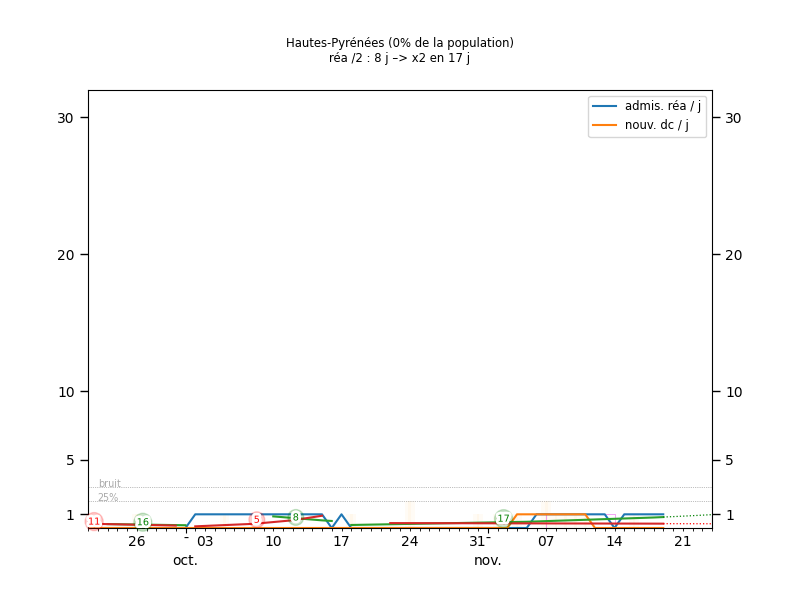 Hautes-Pyrénées (0% de la population)
réa /2 : 8 j –> x2 en 17 j
admis. réa / j
nouv. dc / j
30 30
20 20
10 10
5 5
bruit
25%
1 11 16 5 8 17 1
26 - 03 10 17 24 31- 07 14 21
oct. nov.